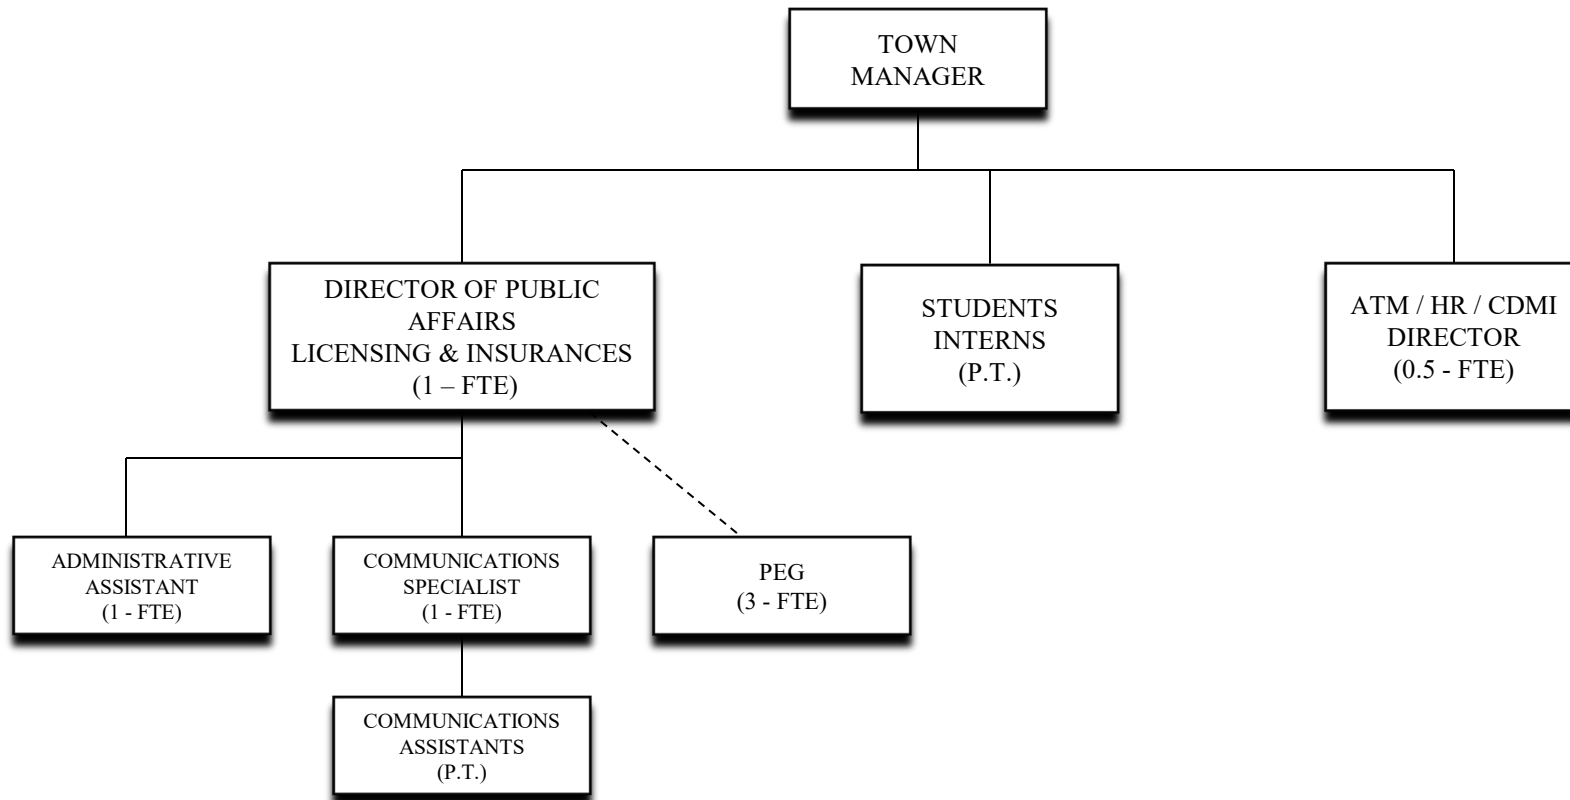 TOWN
MANAGER
DIRECTOR OF PUBLIC
AFFAIRS
LICENSING & INSURANCES
(1 – FTE)
STUDENTS
INTERNS
(P.T.)
ATM / HR / CDMI
DIRECTOR
(0.5 - FTE)
ADMINISTRATIVE
ASSISTANT
(1 - FTE)
COMMUNICATIONS
SPECIALIST
(1 - FTE)
PEG
(3 - FTE)
COMMUNICATIONS
ASSISTANTS
(P.T.)